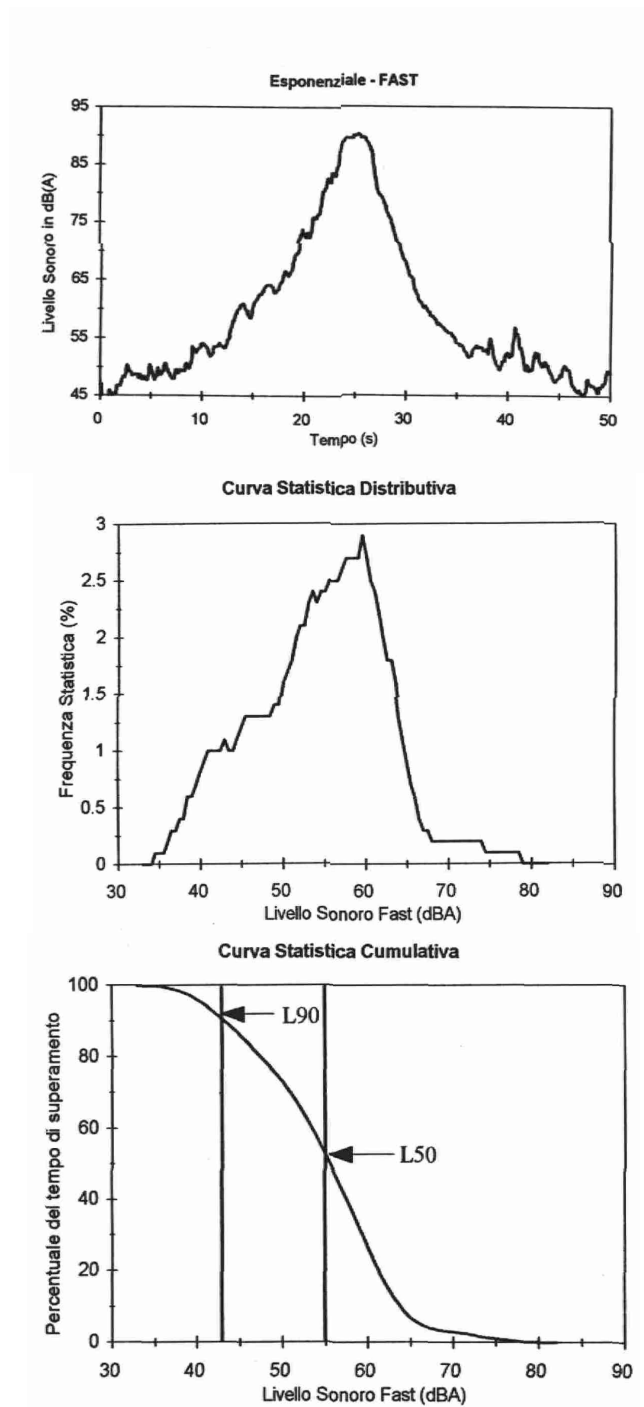 Esponenziale - FAST
Livello Sonoro in dB(A)
95
85
75
65
55
45
0 10 20 30 40 50
Tempo (s)
Curva Statistica Distributiva
Frequenza Statistica (%)
3
2.5
2
1.5
1
0.5
0
30 40 50 60 70 80 90
Livello Sonoro Fast (dBA)
Curva Statistica Cumulativa
Percentuale del tempo di superamento
100
80
60
40
20
0
L90
L50
30 40 50 60 70 80 90
Livello Sonoro Fast (dBA)